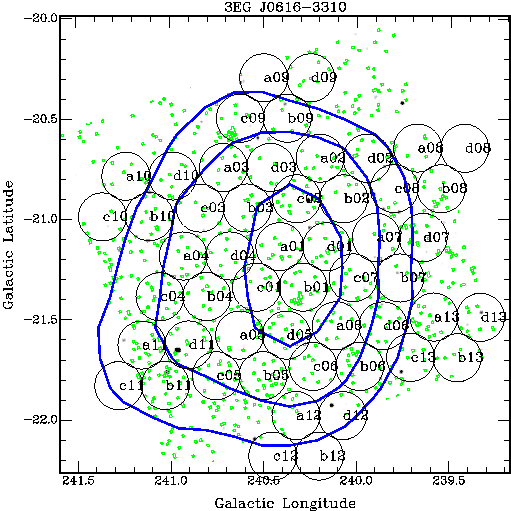 3EG J0616-3310
-20.0
a09 d09
-20.5
c09 b09
a08 d08
a02 d02
a03 d03
a10 d10
c08 b08
c02 b02
c03 b03
-21.0
c10 b10
a07 d07
a01 d01
a04 d04
c07 b07
c01 b01
c04 b04
-21.5
a13 d13
a06 d06
a05 d05
a11 d11
c13 b13
c06 b06
c05 b05
c11 b11
-22.0
a12 d12
c12 b12
241.5 241.0 240.5 240.0 239.5
Galactic Longitude
Galactic Latitude